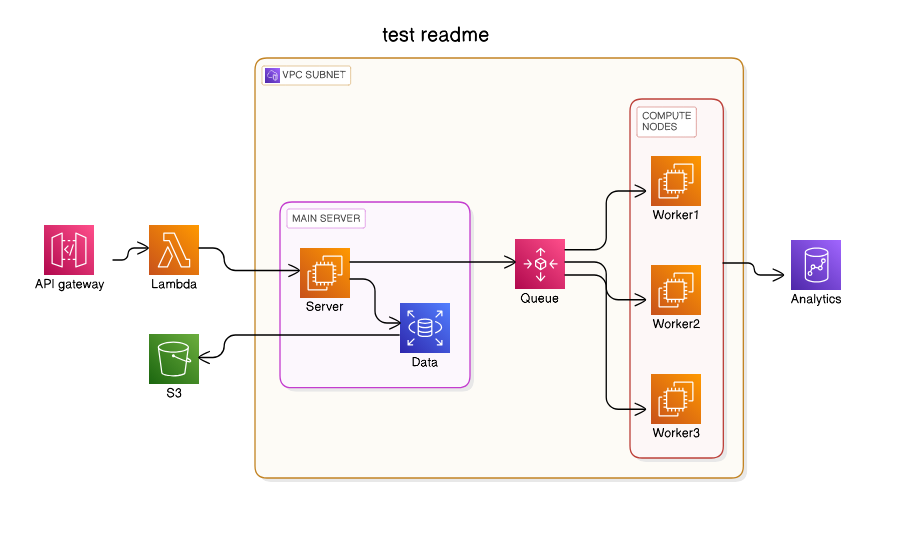 test readme
VPC SUBNET
COMPUTE
NODES
Worker1
MAIN SERVER
API gateway
Lambda
Server
Queue
Analytics
Worker2
Data
S3
Worker3